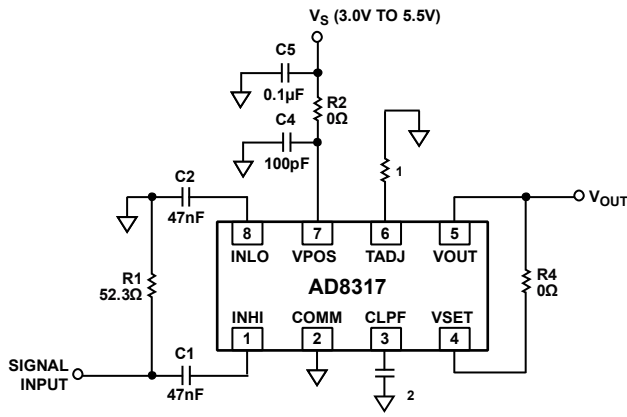 VS (3.0V TO 5.5V)
C5
0.1µF
R2
0Ω
C4
100pF
1
C2
47nF
VOUT
8
7
6
5
INLO
VPOS
TADJ
VOUT
R1
52.3Ω
AD8317
R4
0Ω
INHI
COMM
CLPF
VSET
1
2
3
4
C1
47nF
SIGNAL
INPUT
2